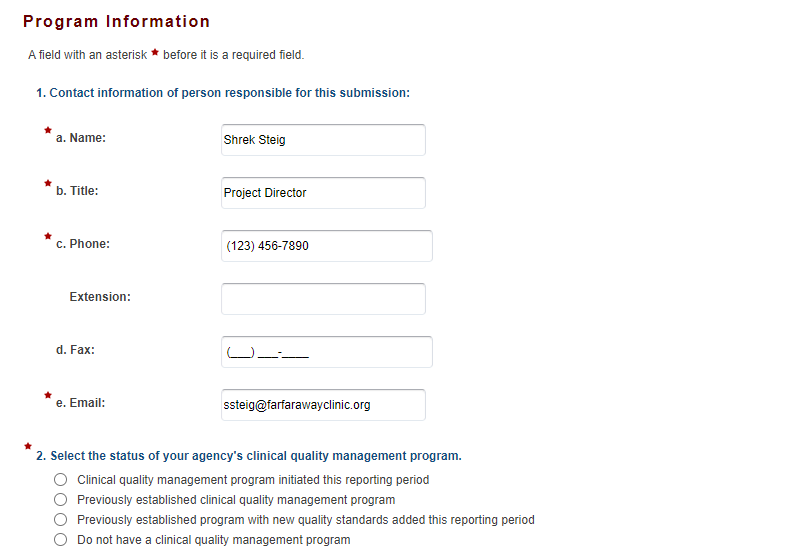 Program Information
A field with an asterisk * before it is a required field.
1. Contact information of person responsible for this submission:
* a. Name: Shrek Steig
* b. Title: Project Director
* c. Phone: (123) 456-7890
Extension:
d. Fax: (___) ___-____
* e. Email: ssteig@farfarawayclinic.org
* 2. Select the status of your agency's clinical quality management program.
Clinical quality management program initiated this reporting period
Previously established clinical quality management program
Previously established program with new quality standards added this reporting period
Do not have a clinical quality management program